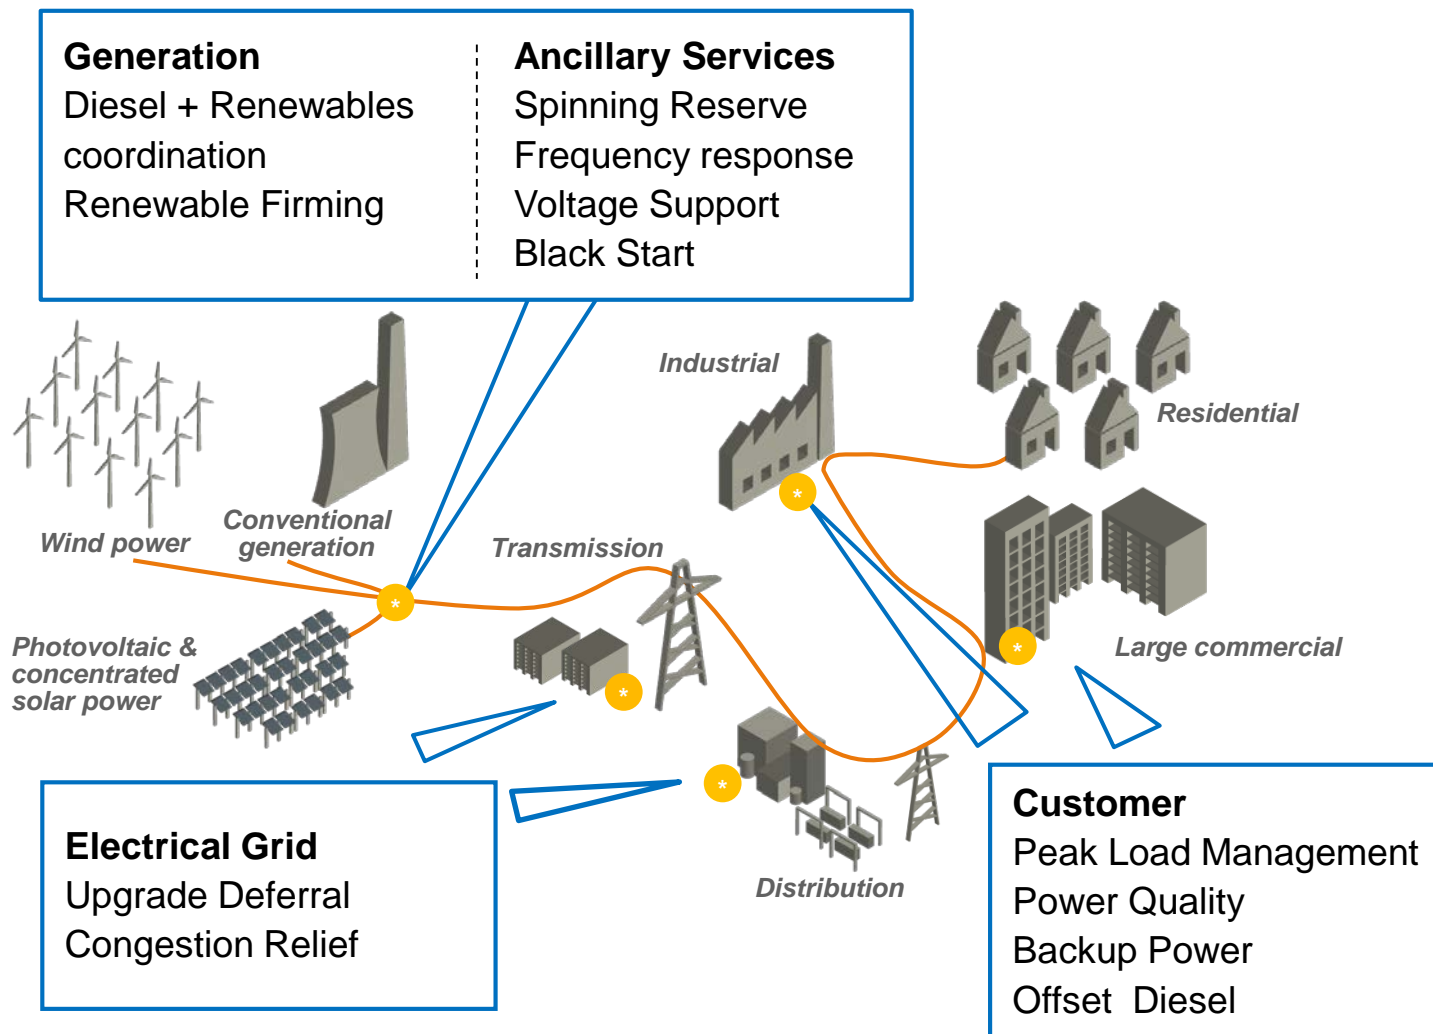 Generation
Diesel + Renewables
coordination
Renewable Firming
Ancillary Services
Spinning Reserve
Frequency response
Voltage Support
Black Start
Industrial
Residential
Wind power
Conventional
generation
Transmission
Photovoltaic &
concentrated
solar power
Large commercial
Distribution
Electrical Grid
Upgrade Deferral
Congestion Relief
Customer
Peak Load Management
Power Quality
Backup Power
Offset  Diesel
*
*
*
*
*